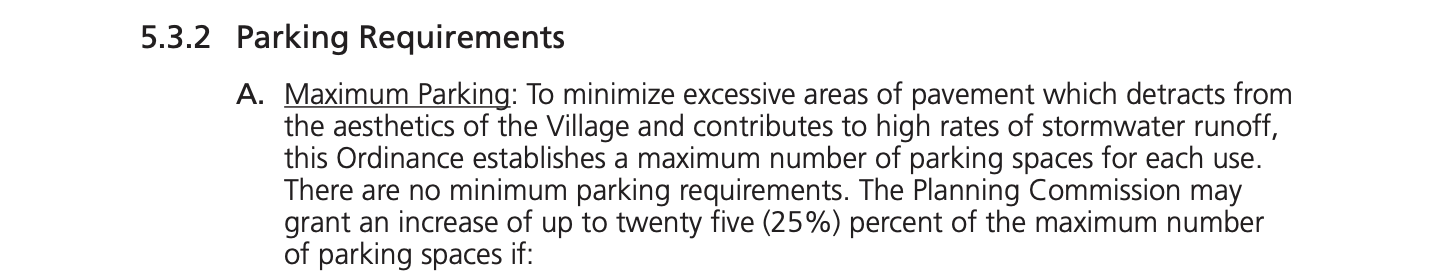 5.3.2 Parking Requirements
A. Maximum Parking: To minimize excessive areas of pavement which detracts from
the aesthetics of the Village and contributes to high rates of stormwater runoff,
this Ordinance establishes a maximum number of parking spaces for each use.
There are no minimum parking requirements. The Planning Commission may
grant an increase of up to twenty five (25%) percent of the maximum number
of parking spaces if: